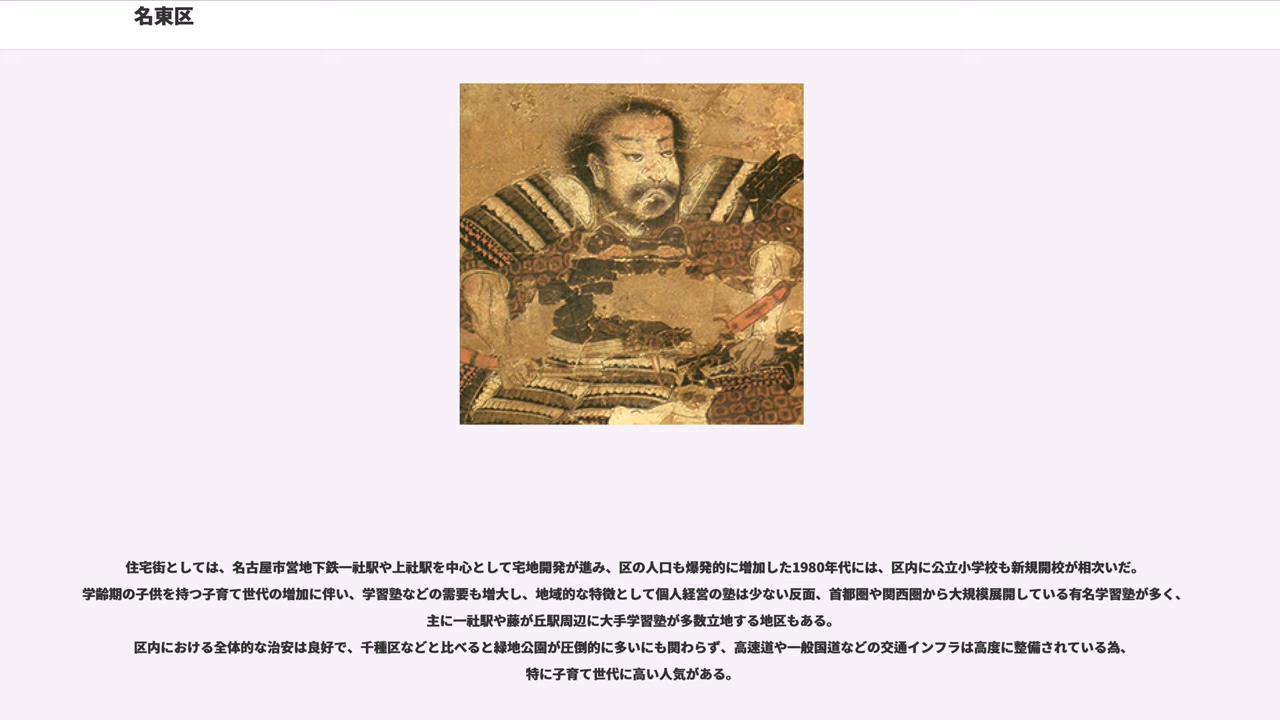 名東区
住宅街としては、名古屋市営地下鉄一社駅や上社駅を中心として宅地開発が進み、区の人口も爆発的に増加した1980年代には、区内に公立小学校も新規開校が相次いだ。
学齢期の子供を持つ子育て世代の増加に伴い、学習塾などの需要も増大し、地域的な特徴として個人経営の塾は少ない反面、首都圏や関西圏から大規模展開している有名学習塾が多く、
主に一社駅や藤が丘駅周辺に大手学習塾が多数立地する地区もある。
区内における全体的な治安は良好で、千種区などと比べると緑地公園が圧倒的に多いにも関わらず、高速道や一般国道などの交通インフラは高度に整備されている為、
特に子育て世代に高い人気がある。